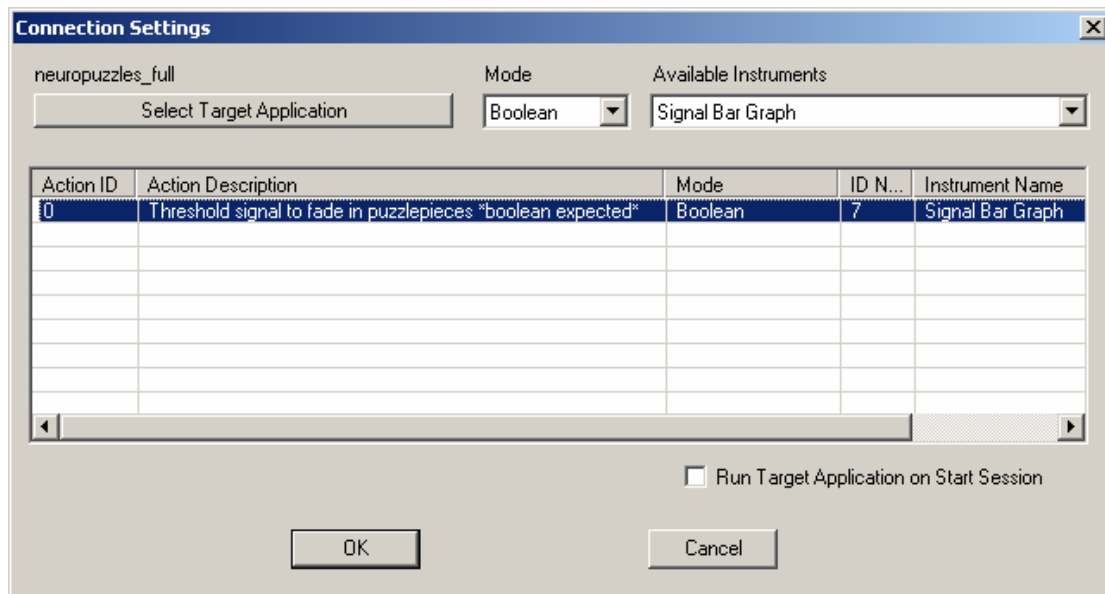 Connection Settings
neuropuzzles_full Mode Available Instruments
Select Target Application Boolean Signal Bar Graph
Action ID Action Description Mode ID N... Instrument Name
0 Threshold signal to fade in puzzlepieces *boolean expected* Boolean 7 Signal Bar Graph
Run Target Application on Start Session
OK Cancel